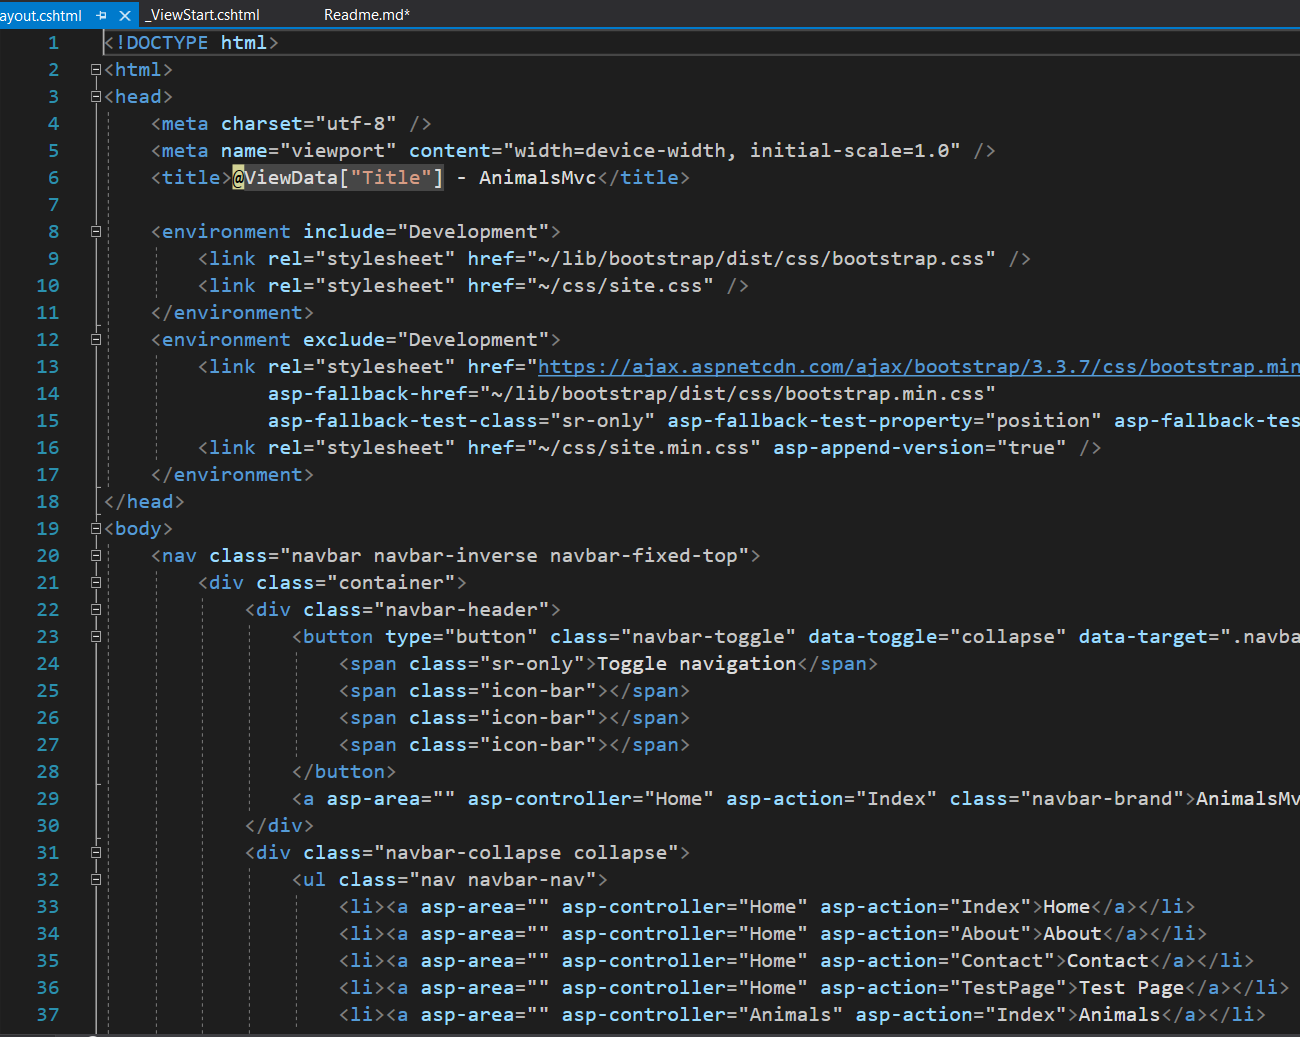 ayout.cshtml _ViewStart.cshtml Readme.md*
1 <!DOCTYPE html>
2 <html>
3 <head>
4 <meta charset="utf-8" />
5 <meta name="viewport" content="width=device-width, initial-scale=1.0" />
6 <title>@ViewData["Title"] - AnimalsMvc</title>
7
8 <environment include="Development">
9 <link rel="stylesheet" href="~/lib/bootstrap/dist/css/bootstrap.css" />
10 <link rel="stylesheet" href="~/css/site.css" />
11 </environment>
12 <environment exclude="Development">
13 <link rel="stylesheet" href="https://ajax.aspnetcdn.com/ajax/bootstrap/3.3.7/css/bootstrap.min
14 asp-fallback-href="~/lib/bootstrap/dist/css/bootstrap.min.css"
15 asp-fallback-test-class="sr-only" asp-fallback-test-property="position" asp-fallback-tes
16 <link rel="stylesheet" href="~/css/site.min.css" asp-append-version="true" />
17 </environment>
18 </head>
19 <body>
20 <nav class="navbar navbar-inverse navbar-fixed-top">
21 <div class="container">
22 <div class="navbar-header">
23 <button type="button" class="navbar-toggle" data-toggle="collapse" data-target=".navba
24 <span class="sr-only">Toggle navigation</span>
25 <span class="icon-bar"></span>
26 <span class="icon-bar"></span>
27 <span class="icon-bar"></span>
28 </button>
29 <a asp-area="" asp-controller="Home" asp-action="Index" class="navbar-brand">AnimalsMv
30 </div>
31 <div class="navbar-collapse collapse">
32 <ul class="nav navbar-nav">
33 <li><a asp-area="" asp-controller="Home" asp-action="Index">Home</a></li>
34 <li><a asp-area="" asp-controller="Home" asp-action="About">About</a></li>
35 <li><a asp-area="" asp-controller="Home" asp-action="Contact">Contact</a></li>
36 <li><a asp-area="" asp-controller="Home" asp-action="TestPage">Test Page</a></li>
37 <li><a asp-area="" asp-controller="Animals" asp-action="Index">Animals</a></li>